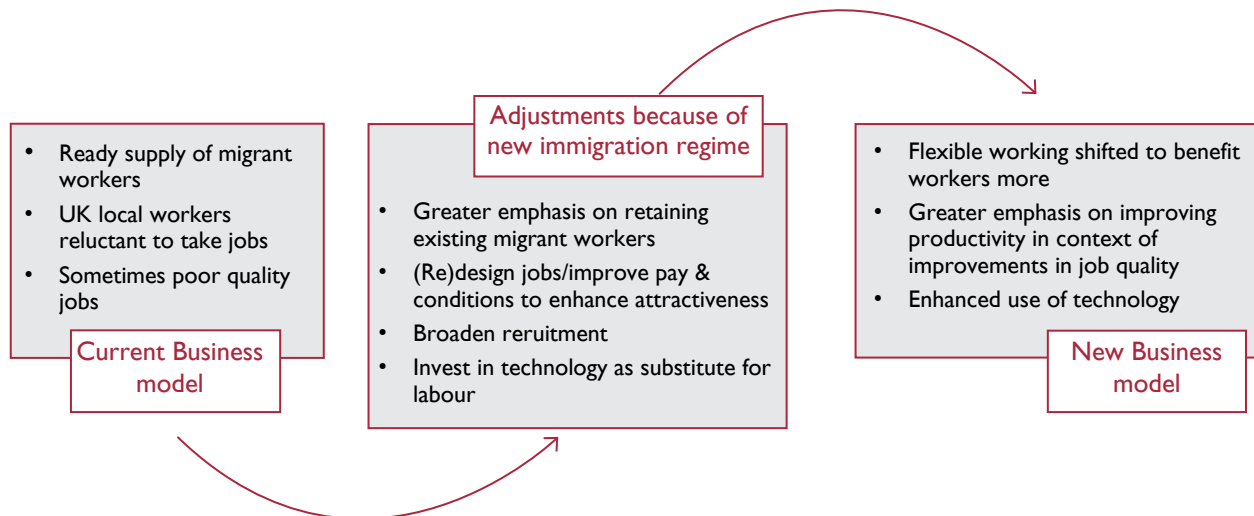 • Ready supply of migrant
workers
• UK local workers
reluctant to take jobs
• Sometimes poor quality
jobs
Current Business
model
Adjustments because of
new immigration regime
• Greater emphasis on retaining
existing migrant workers
• (Re)design jobs/improve pay &
conditions to enhance attractiveness
• Broaden reruitment
• Invest in technology as substitute for
labour
• Flexible working shifted to benefit
workers more
• Greater emphasis on improving
productivity in context of
improvements in job quality
• Enhanced use of technology
New Business
model